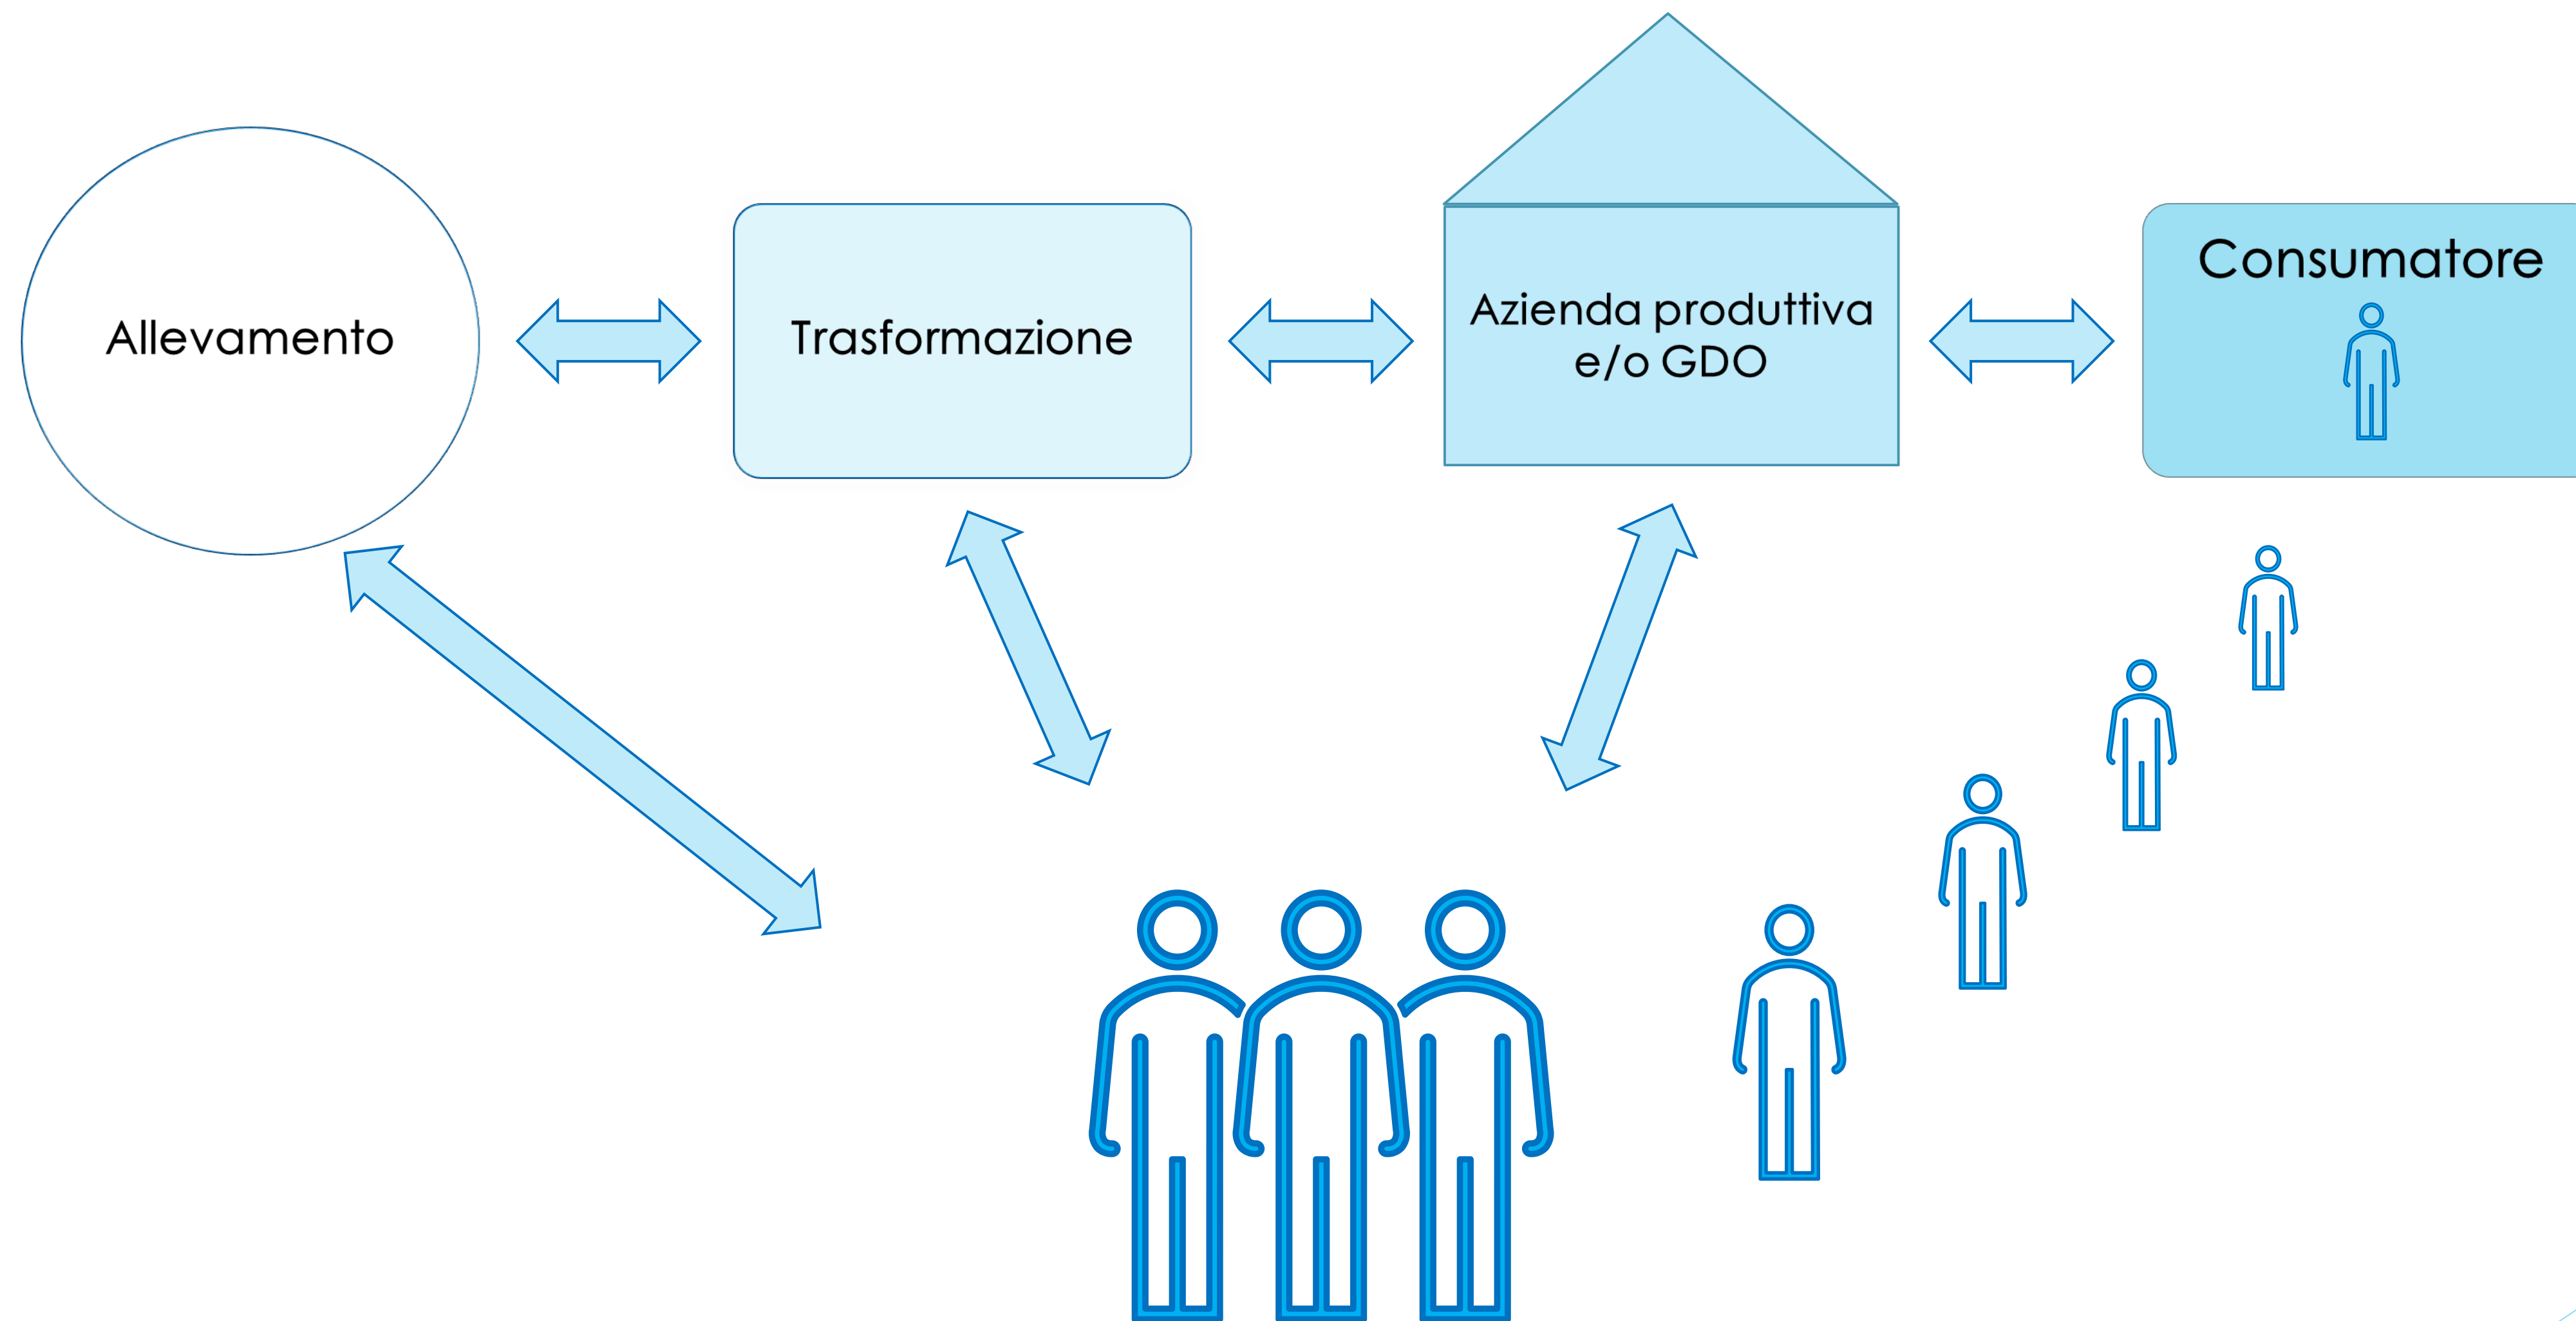 Allevamento
Trasformazione
Azienda produttiva
e/o GDO
Consumatore